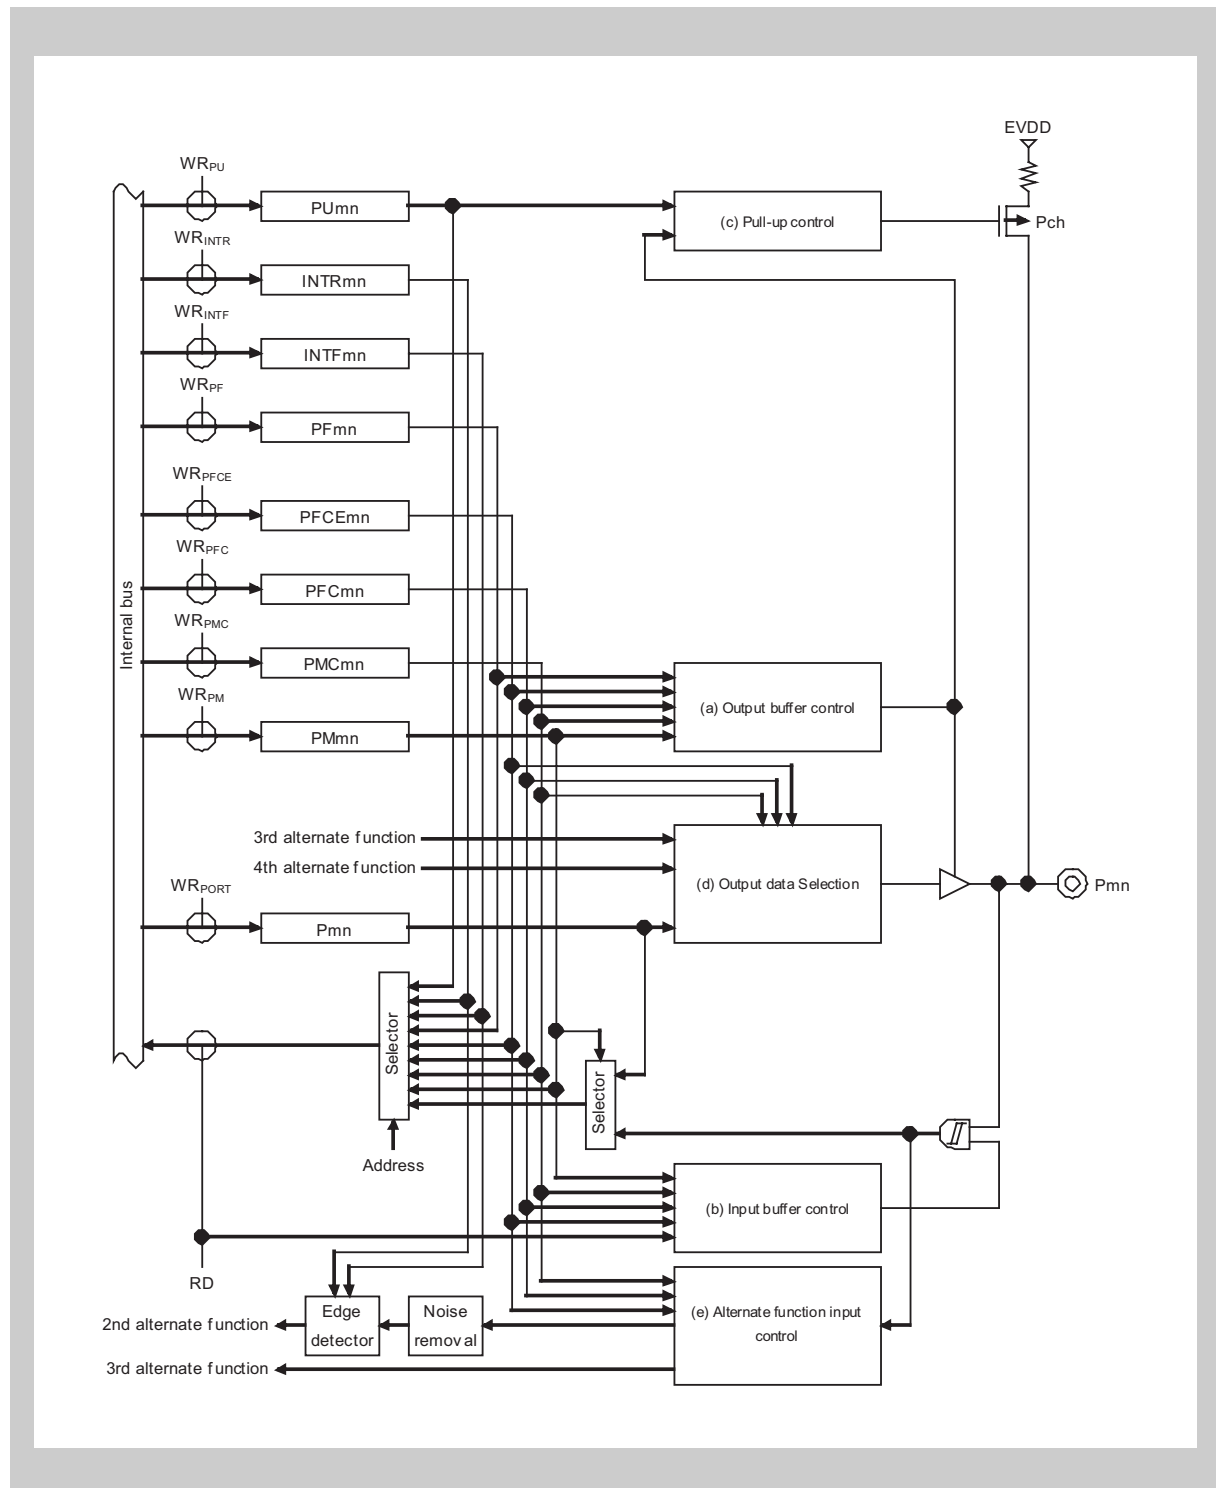 EVDD
WRPU
PUmn
(c) Pull-up control
Pch
WRINTR
INTRmn
WRINTF
INTFmn
WRPF
PFmn
WRPFCE
PFCEmn
WRPFC
PFCmn
Internal bus
WRPMC
PMCmn
WRPM
PMmn
(a) Output buffer control
3rd alternate function
4th alternate function
(d) Output data Selection
Pmn
WRPORT
Pmn
Selector
Selector
Address
(b) Input buffer control
RD
Edge
detector
Noise
removal
(e) Alternate function input
control
2nd alternate function
3rd alternate function